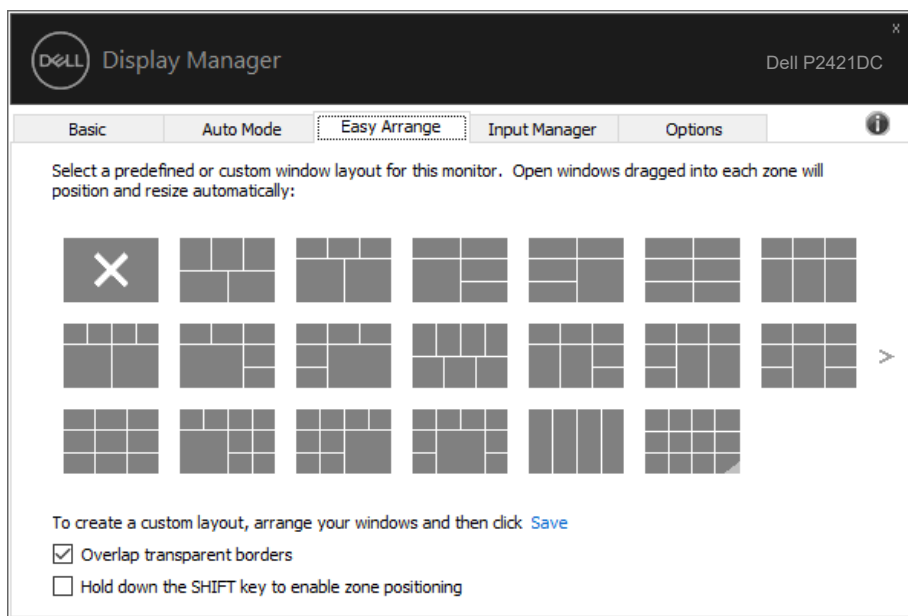 x
DELL Display Manager
Dell P2421DC
Basic Auto Mode Easy Arrange Input Manager Options i
Select a predefined or custom window layout for this monitor. Open windows dragged into each zone will
position and resize automatically:
>
To create a custom layout, arrange your windows and then click Save
Overlap transparent borders
Hold down the SHIFT key to enable zone positioning